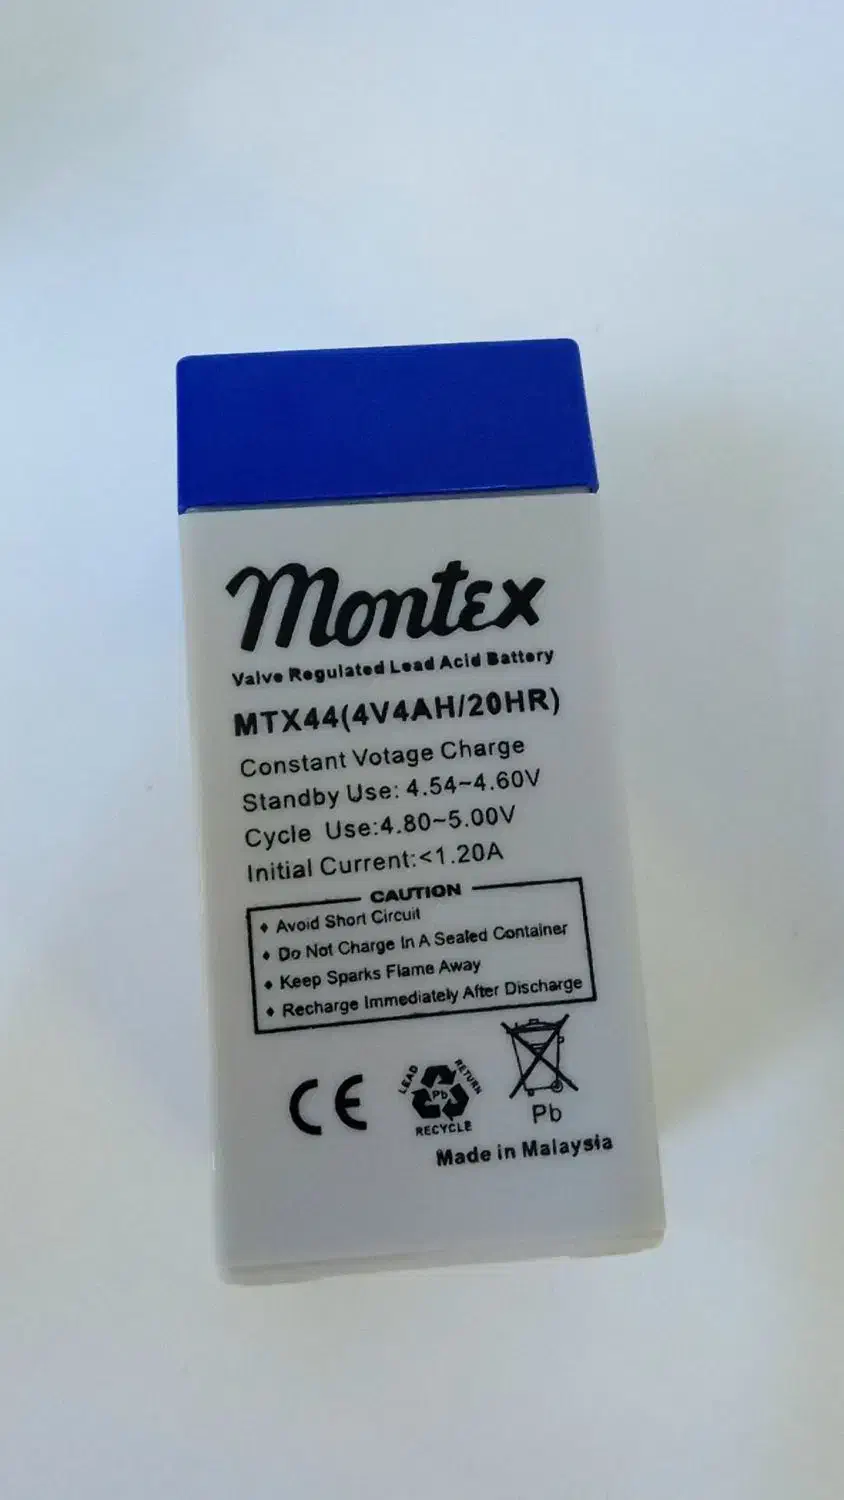 Montex
Valve Regulated Lead Acid Battery
MTX44(4V4AH/20HR)
Constant Votage Charge
Standby Use: 4.54~4.60V
Cycle Use:4.80~5.00V
Initial Current:<1.20A
CAUTION
♦ Avoid Short Circuit
♦ Do Not Charge In A Sealed Container
♦ Keep Sparks Flame Away
♦ Recharge Immediately After Discharge
CE
LEAD
RETURN
Pb
RECYCLE
Pb
Made in Malaysia